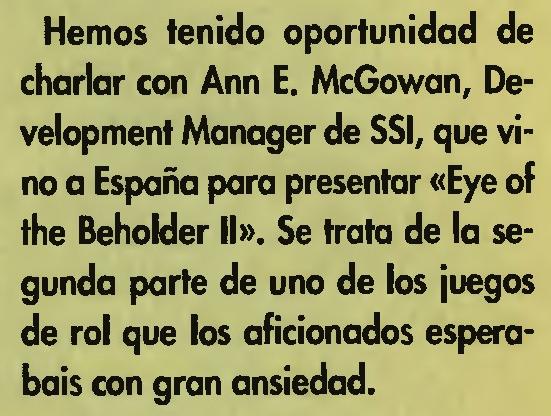 Hemos tenido oportunidad de
charlar con Ann E. McGowan, De-
velopment Manager de SSI, que vi-
no a España para presentar «Eye of
the Beholder II». Se trata de la se-
gunda parte de uno de los juegos
de rol que los aficionados espera-
bais con gran ansiedad.